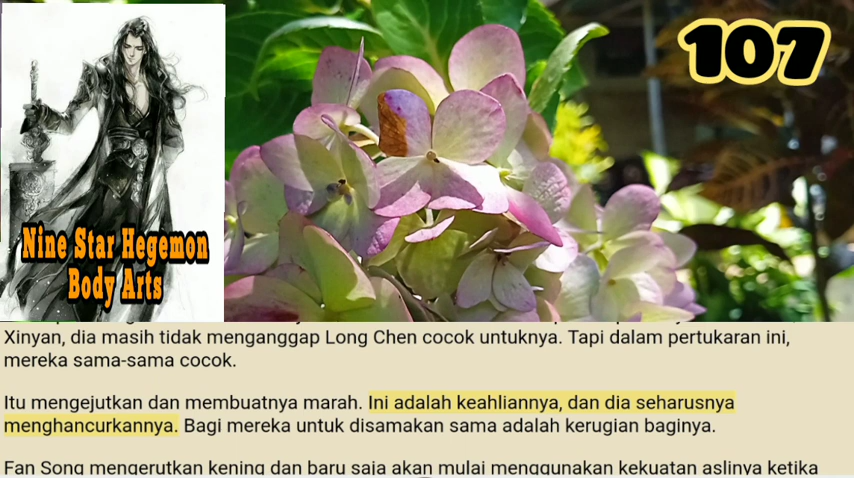 107
Nine Star Hegemon
Body Arts
Xinyan, dia masih tidak menganggap Long Chen cocok untuknya. Tapi dalam pertukaran ini,
mereka sama-sama cocok.
Itu mengejutkan dan membuatnya marah. Ini adalah keahliannya, dan dia seharusnya
menghancurkannya. Bagi mereka untuk disamakan sama adalah kerugian baginya.
Fan Song mengerutkan kening dan baru saja akan mulai menggunakan kekuatan aslinya ketika